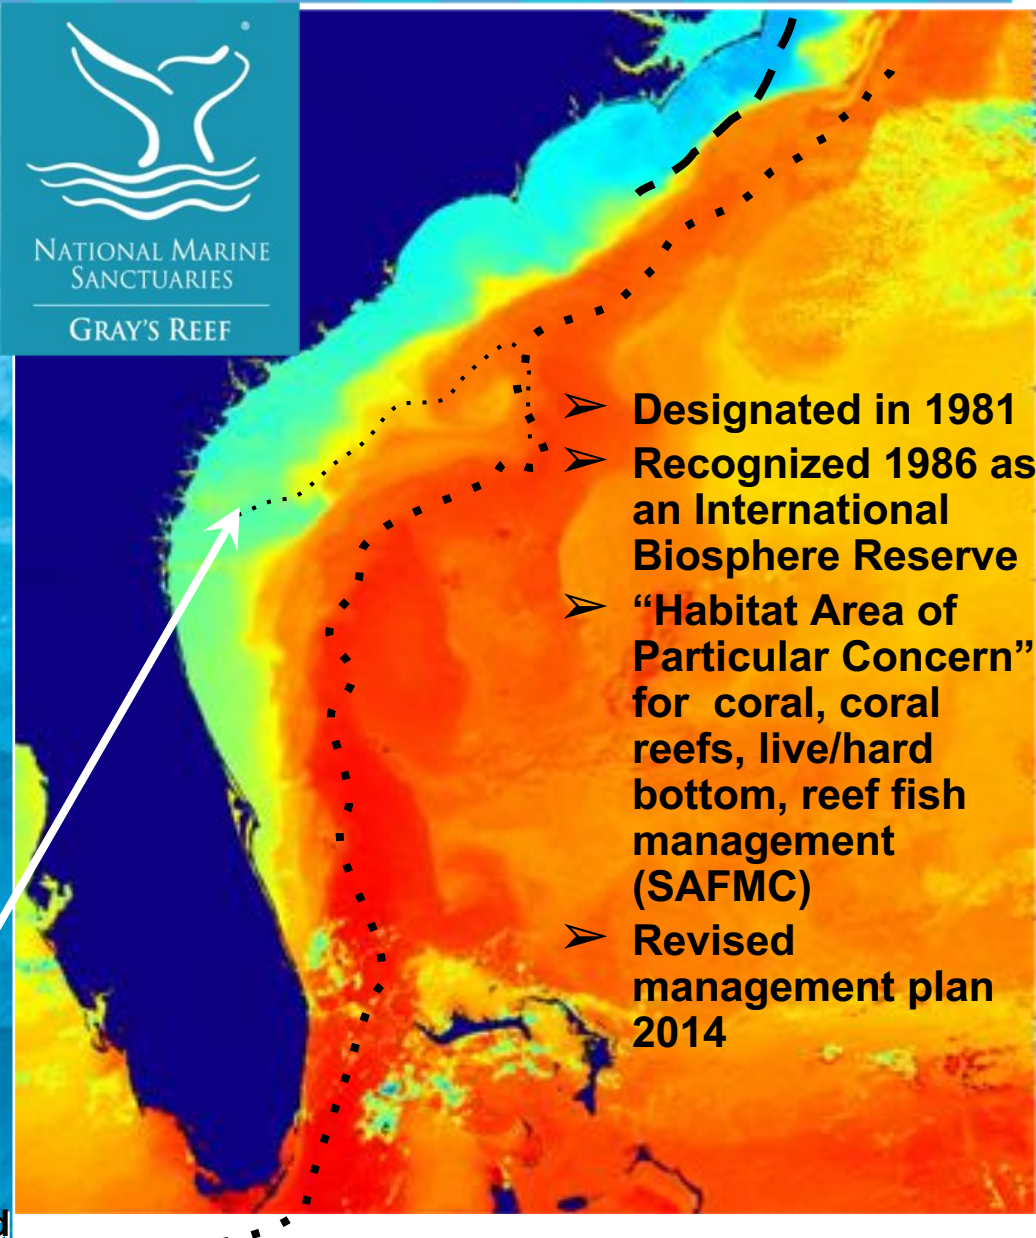 ®
NATIONAL MARINE
SANCTUARIES
GRAY'S REEF
➢ Designated in 1981
➢ Recognized 1986 as
an International
Biosphere Reserve
➢ “Habitat Area of
Particular Concern”
for coral, coral
reefs, live/hard
bottom, reef fish
management
(SAFMC)
➢ Revised
management plan
2014